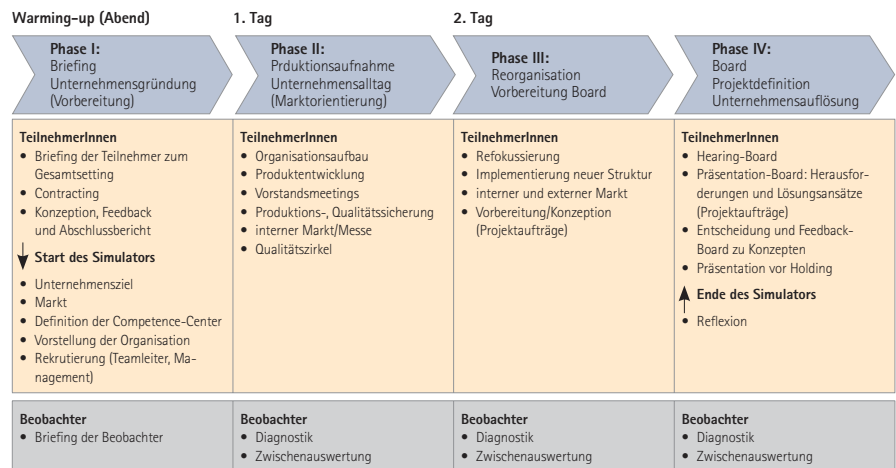 Warming-up (Abend)
1. Tag
2. Tag
Phase I:
Briefing
Unternehmensgründung
(Vorbereitung)
Phase II:
Prduktionsaufnahme
Unternehmensalltag
(Marktorientierung)
Phase III:
Reorganisation
Vorbereitung Board
Phase IV:
Board
Projektdefinition
Unternehmensauflösung
TeilnehmerInnen
• Briefing der Teilnehmer zum
Gesamtsetting
• Contracting
• Konzeption, Feedback
und Abschlussbericht
Start des Simulators
• Unternehmensziel
• Markt
• Definition der Competence-Center
• Vorstellung der Organisation
• Rekrutierung (Teamleiter, Ma-
nagement)
TeilnehmerInnen
• Organisationsaufbau
• Produktentwicklung
• Vorstandsmeetings
• Produktions-, Qualitätssicherung
• interner Markt/Messe
• Qualitätszirkel
TeilnehmerInnen
• Refokussierung
• Implementierung neuer Struktur
• interner und externer Markt
• Vorbereitung/Konzeption
(Projektaufträge)
TeilnehmerInnen
• Hearing-Board
• Präsentation-Board: Herausfor-
derungen und Lösungsansätze
(Projektaufträge)
• Entscheidung und Feedback-
Board zu Konzepten
• Präsentation vor Holding
Ende des Simulators
• Reflexion
Beobachter
• Briefing der Beobachter
Beobachter
• Diagnostik
• Zwischenauswertung
Beobachter
• Diagnostik
• Zwischenauswertung
Beobachter
• Diagnostik
• Zwischenauswertung